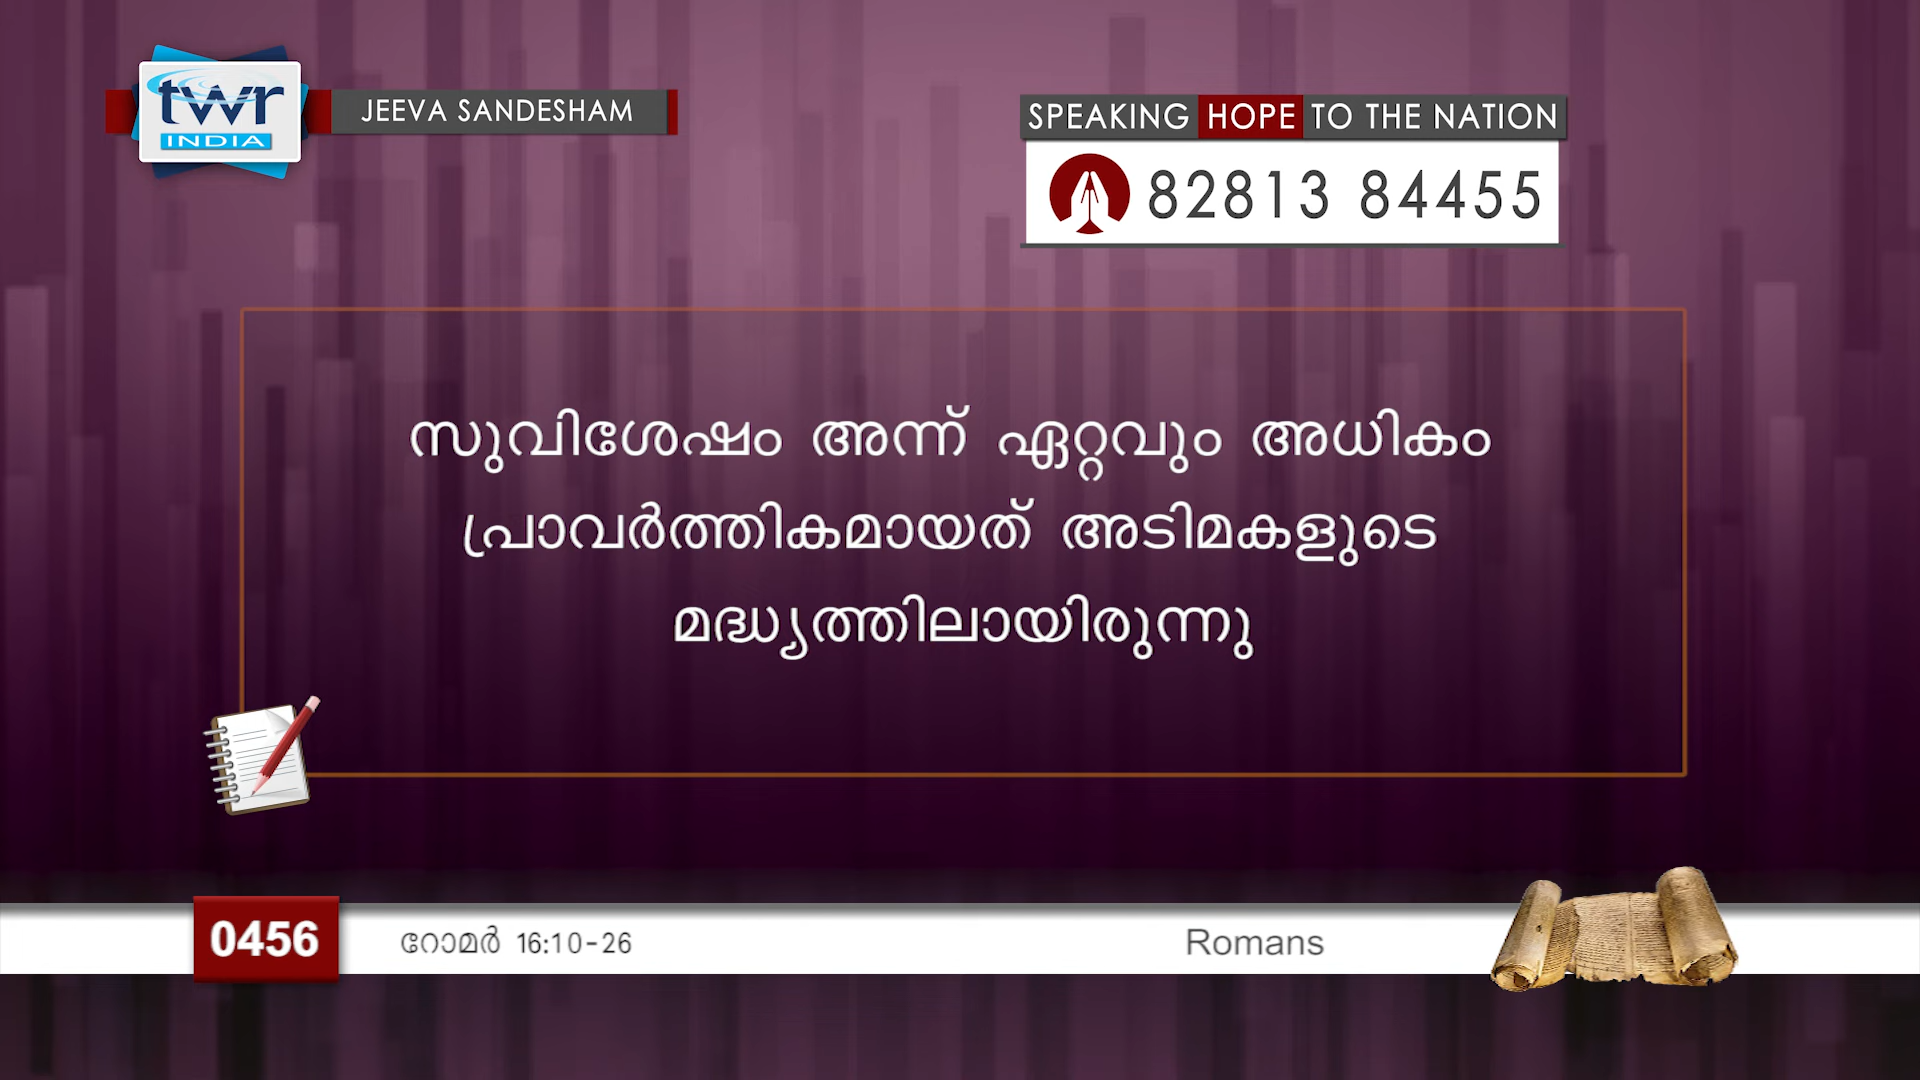 twr
INDIA
JEEVA SANDESHAM
SPEAKING HOPE TO THE NATION
82813 84455
സുവിശേഷം അന്ന് ഏറ്റവും അധികം
പ്രാവർത്തികമായത് അടിമകളുടെ
മദ്ധ്യത്തിലായിരുന്നു
0456
റോമർ 16:10-26
Romans